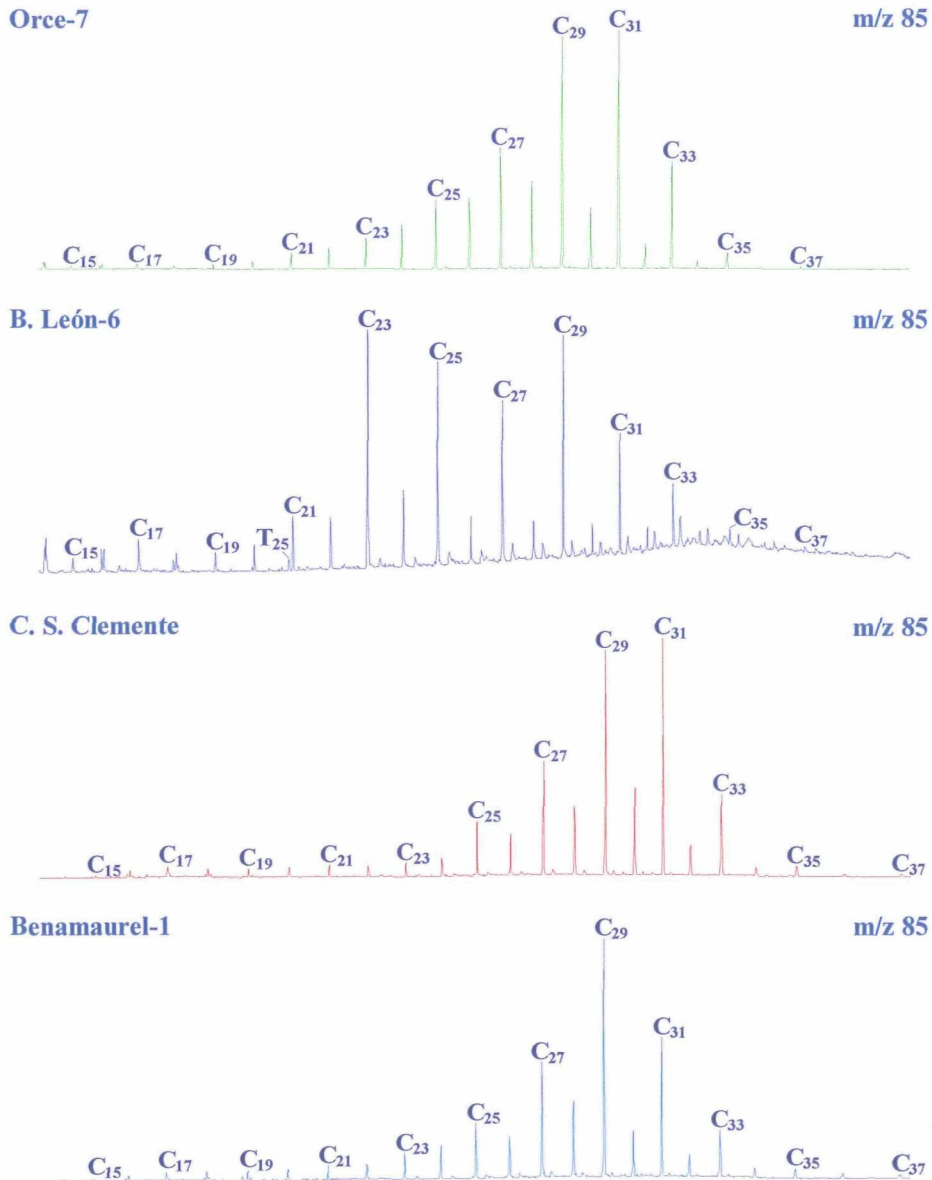 Orce-7 m/z 85
C₁₅ C₁₇ C₁₉ C₂₁ C₂₃ C₂₅ C₂₇ C₂₉ C₃₁ C₃₃ C₃₅ C₃₇
B. León-6 m/z 85
C₁₅ C₁₇ C₁₉ T₂₅ C₂₁ C₂₃ C₂₅ C₂₇ C₂₉ C₃₁ C₃₃ C₃₅ C₃₇
C. S. Clemente m/z 85
C₁₅ C₁₇ C₁₉ C₂₁ C₂₃ C₂₅ C₂₇ C₂₉ C₃₁ C₃₃ C₃₅ C₃₇
Benamaurel-1 m/z 85
C₁₅ C₁₇ C₁₉ C₂₁ C₂₃ C₂₅ C₂₇ C₂₉ C₃₁ C₃₃ C₃₅ C₃₇